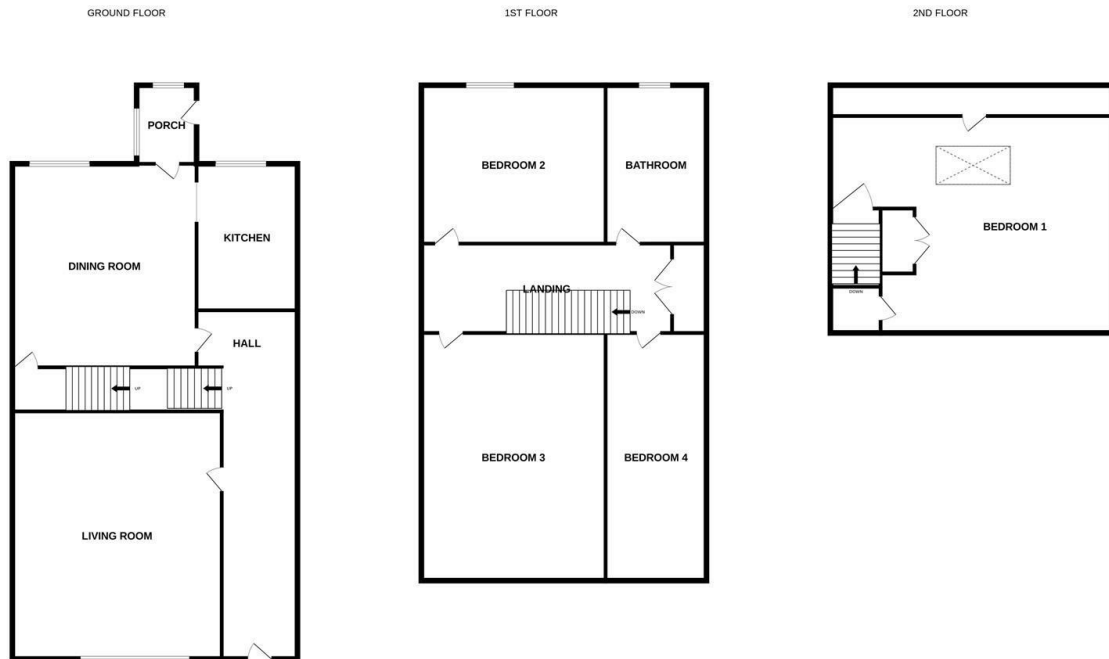 GROUND FLOOR
1ST FLOOR
2ND FLOOR
PORCH
KITCHEN
DINING ROOM
HALL
UP
UP
LIVING ROOM
BEDROOM 2
BATHROOM
LANDING
DOWN
BEDROOM 3
BEDROOM 4
BEDROOM 1
DOWN